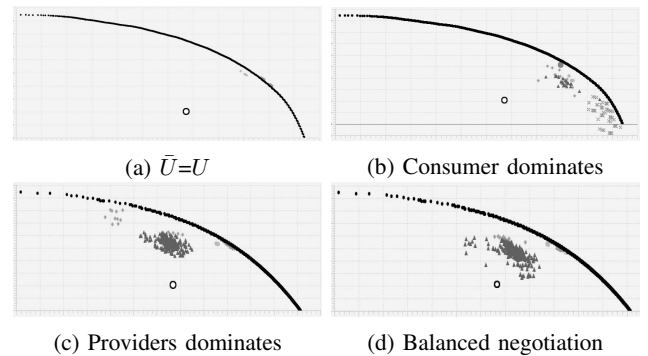 (a) Ū=U
(b) Consumer dominates
(c) Providers dominates
(d) Balanced negotiation